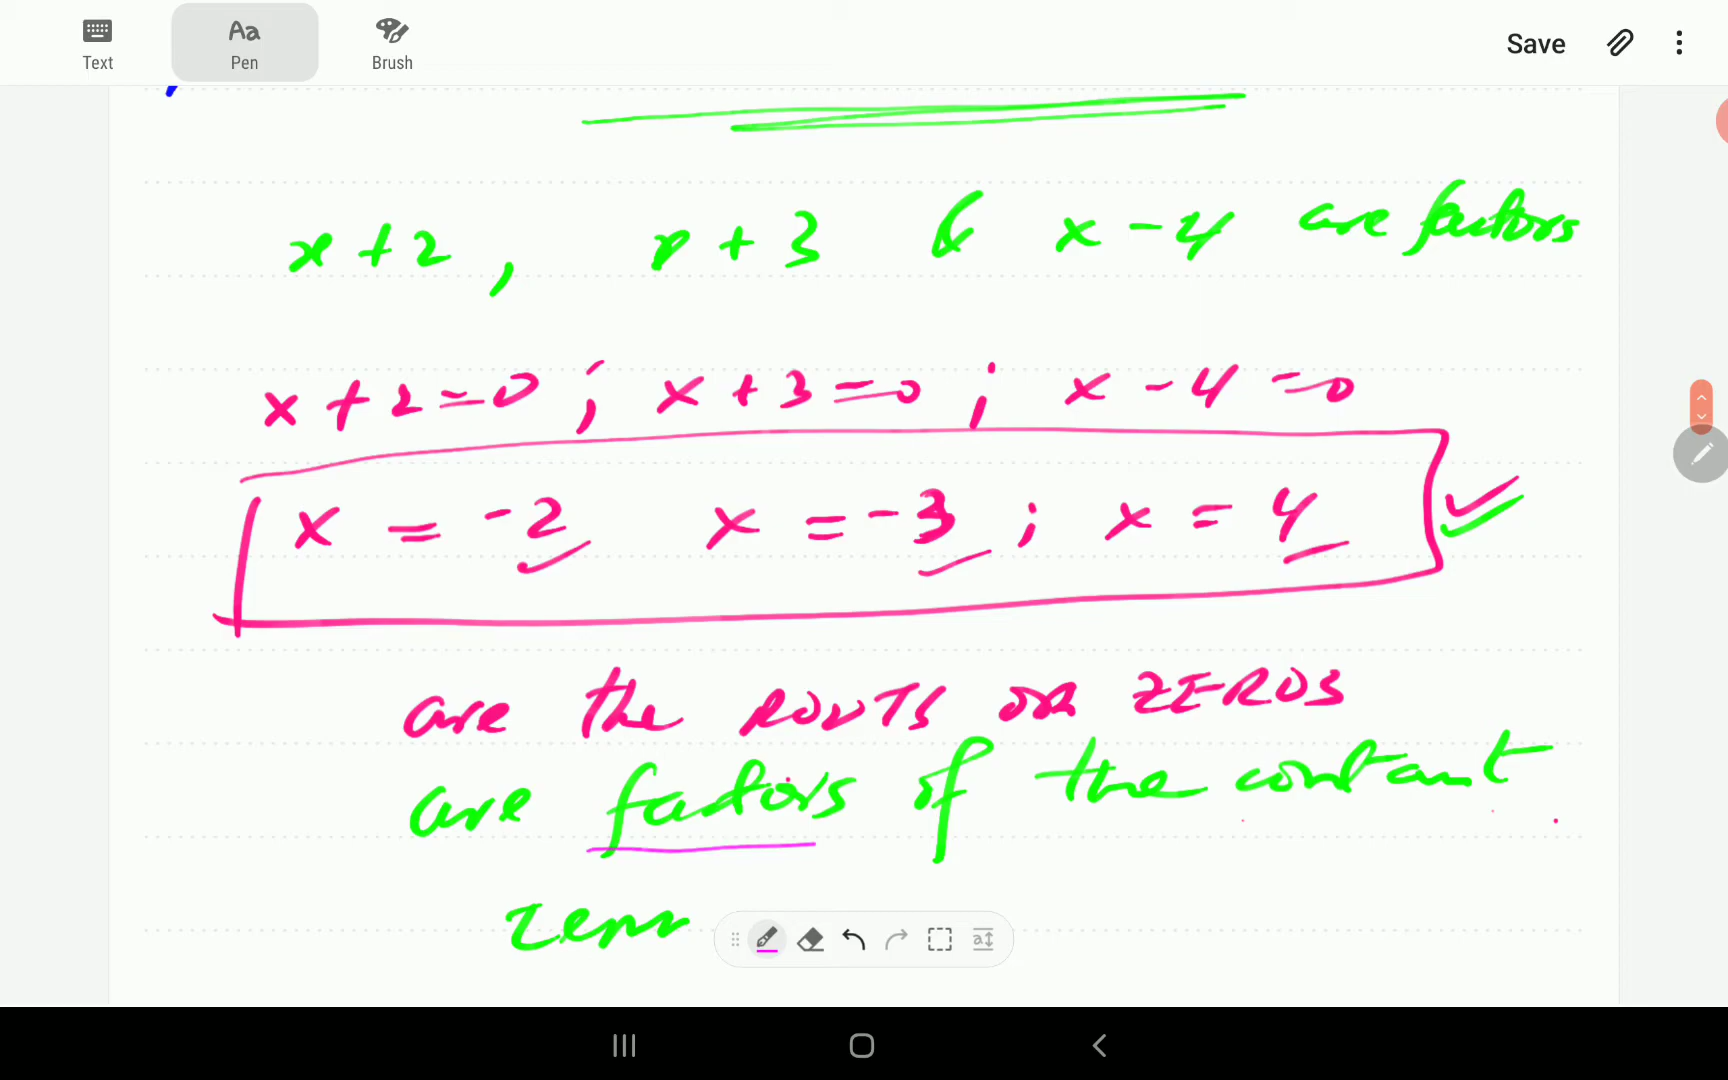 Text
Aa
Pen
Brush
Save
x+2, x+3 & x-4 are factors
x+2=0; x+3=0; x-4=0
x = -2 x = -3; x = 4
are the ROOTS OR ZEROS
are factors of the constant